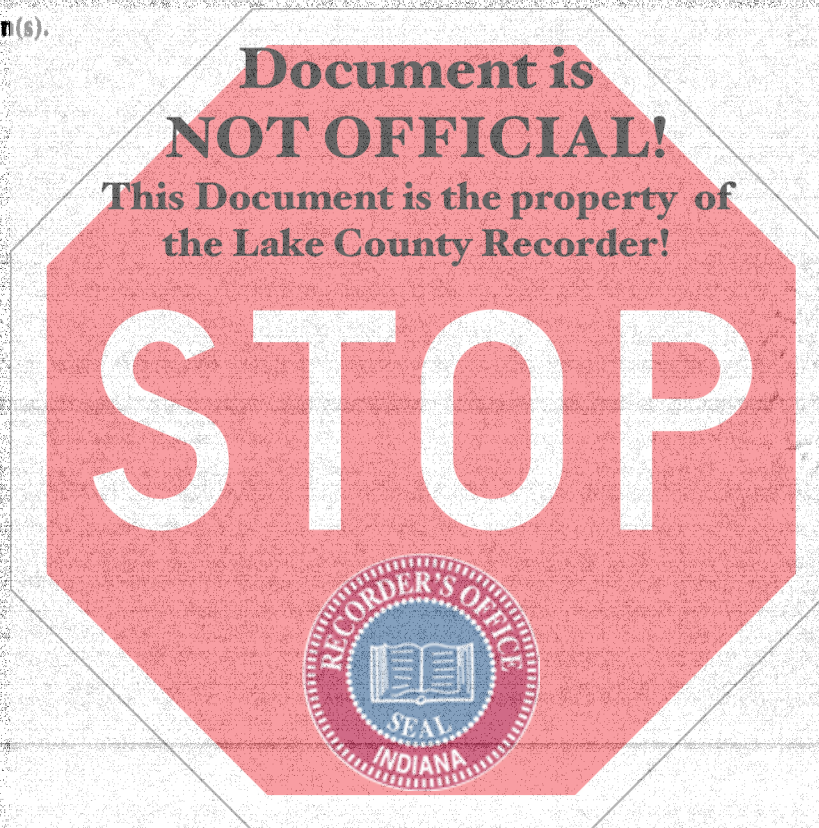 n(s).
Document is
NOT OFFICIAL!
This Document is the property of
the Lake County Recorder!
STOP
RECORDER'S OFFICE
SEAL
INDIANA